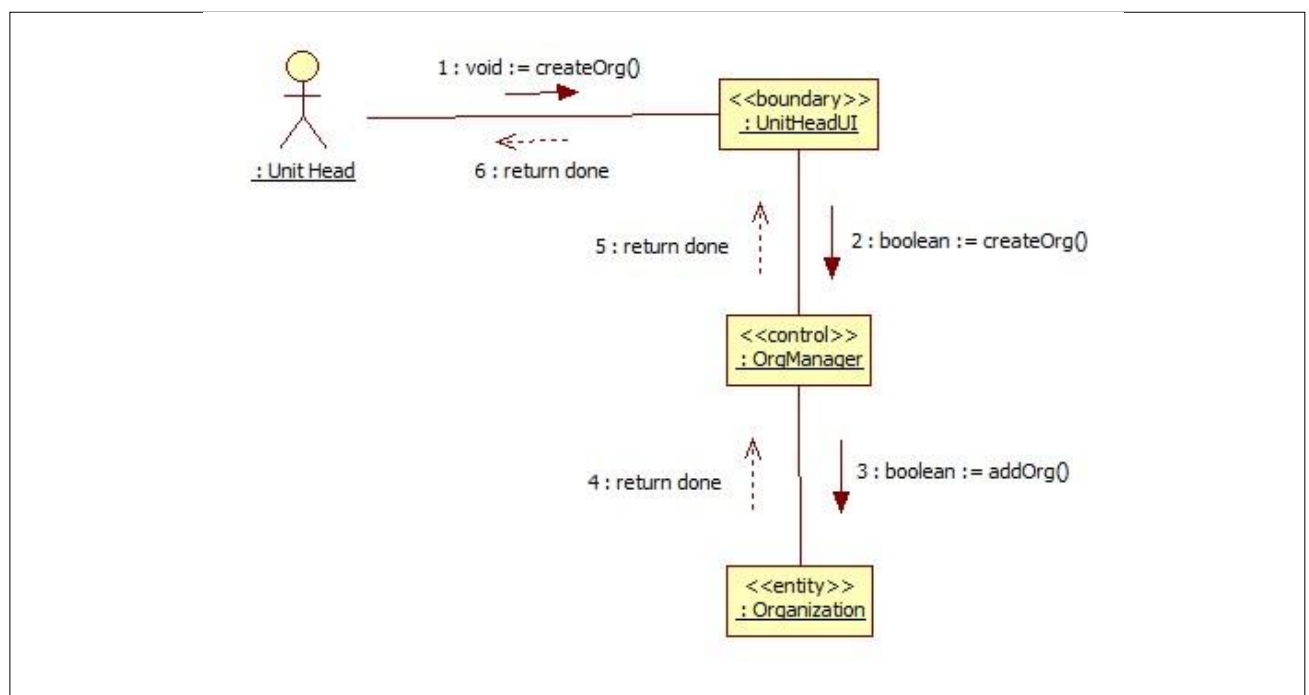 1 : void := createOrg()
<<boundary>>
: UnitHeadUI
: Unit Head
6 : return done
5 : return done
2 : boolean := createOrg()
<<control>>
: OrgManager
4 : return done
3 : boolean := addOrg()
<<entity>>
: Organization